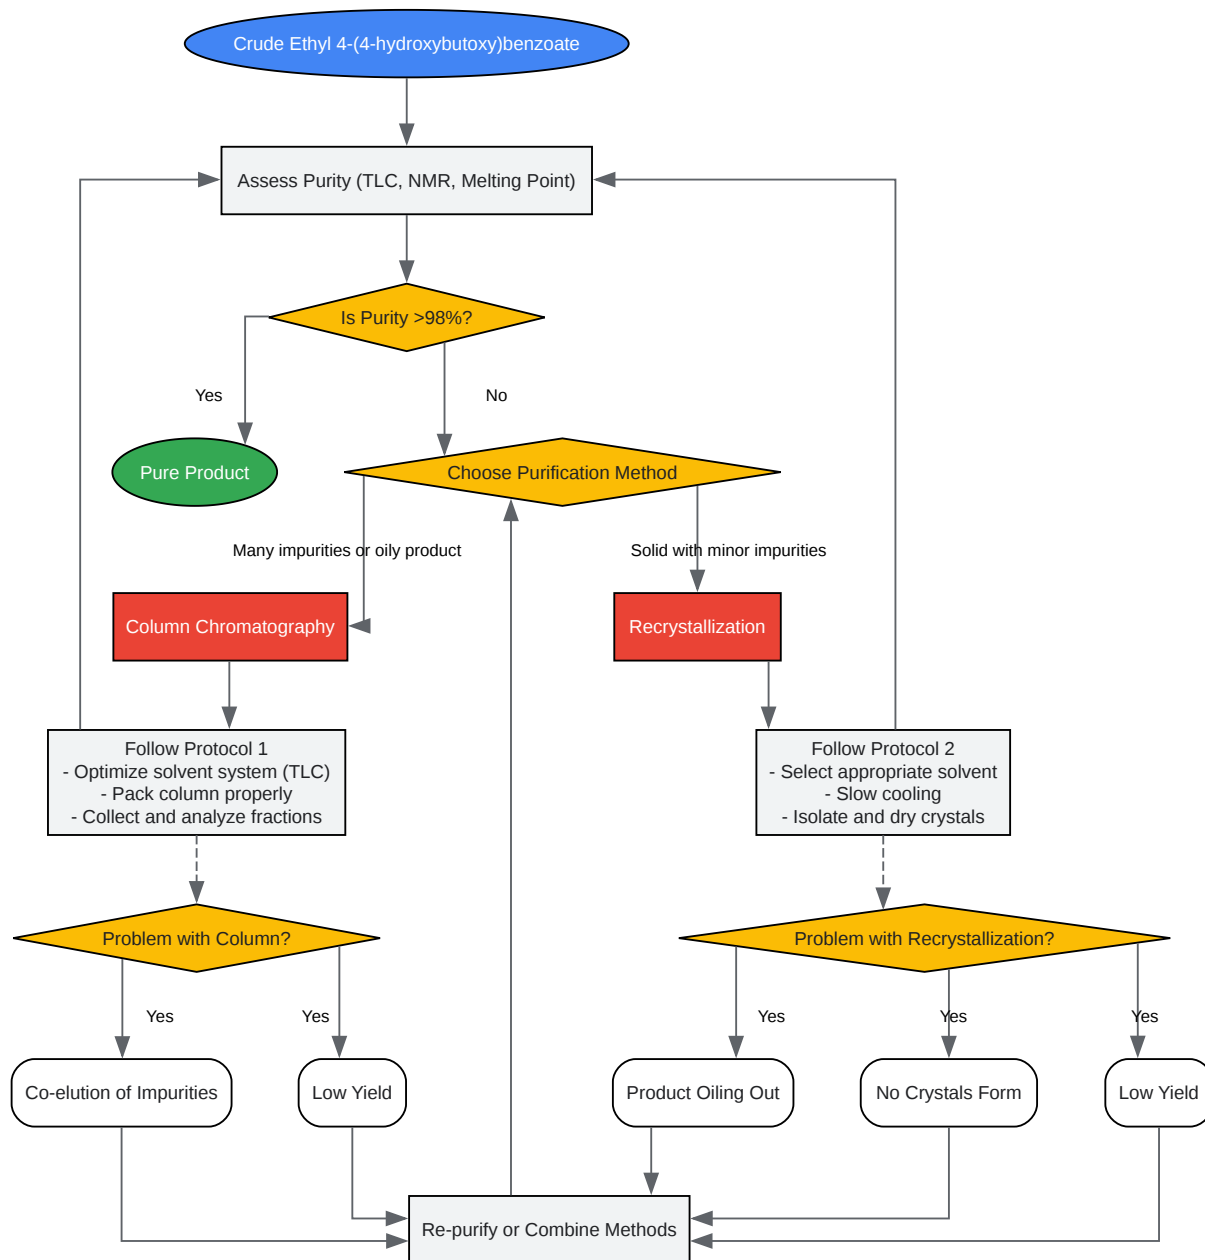 Crude Ethyl 4-(4-hydroxybutoxy)benzoate
Assess Purity (TLC, NMR, Melting Point)
Is Purity >98%?
Yes
No
Pure Product
Choose Purification Method
Many impurities or oily product
Solid with minor impurities
Column Chromatography
Recrystallization
Follow Protocol 1
- Optimize solvent system (TLC)
- Pack column properly
- Collect and analyze fractions
Follow Protocol 2
- Select appropriate solvent
- Slow cooling
- Isolate and dry crystals
Problem with Column?
Problem with Recrystallization?
Yes
Yes
Yes
Yes
Yes
Co-elution of Impurities
Low Yield
Product Oiling Out
No Crystals Form
Low Yield
Re-purify or Combine Methods